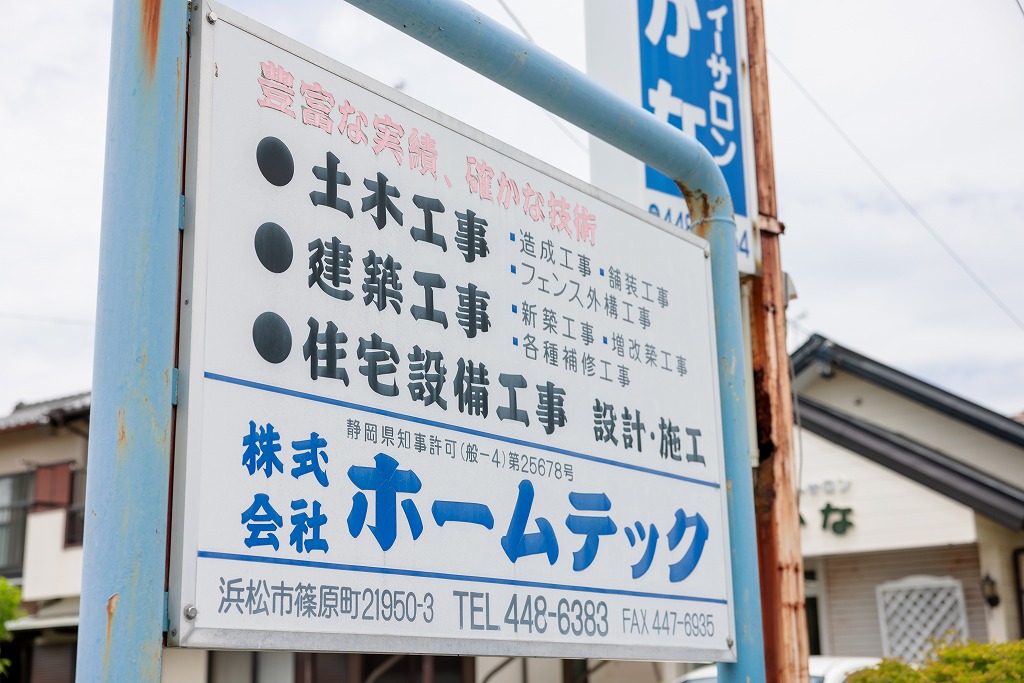 豊富な実績、確かな技術
●土木工事
・造成工事・舗装工事
・フェンス外構工事
●建築工事
・新築工事・増改築工事
・各種補修工事
●住宅設備工事 設計・施工
静岡県知事許可(般-4)第25678号
株式会社 ホームテック
浜松市篠原町21950-3 TEL 448-6383 FAX 447-6935
イーサロン
かな
な